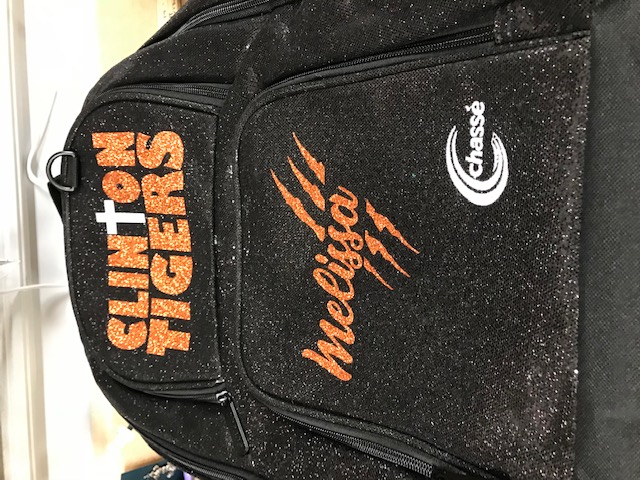 CLINTON
TIGERS
melissa
chassé